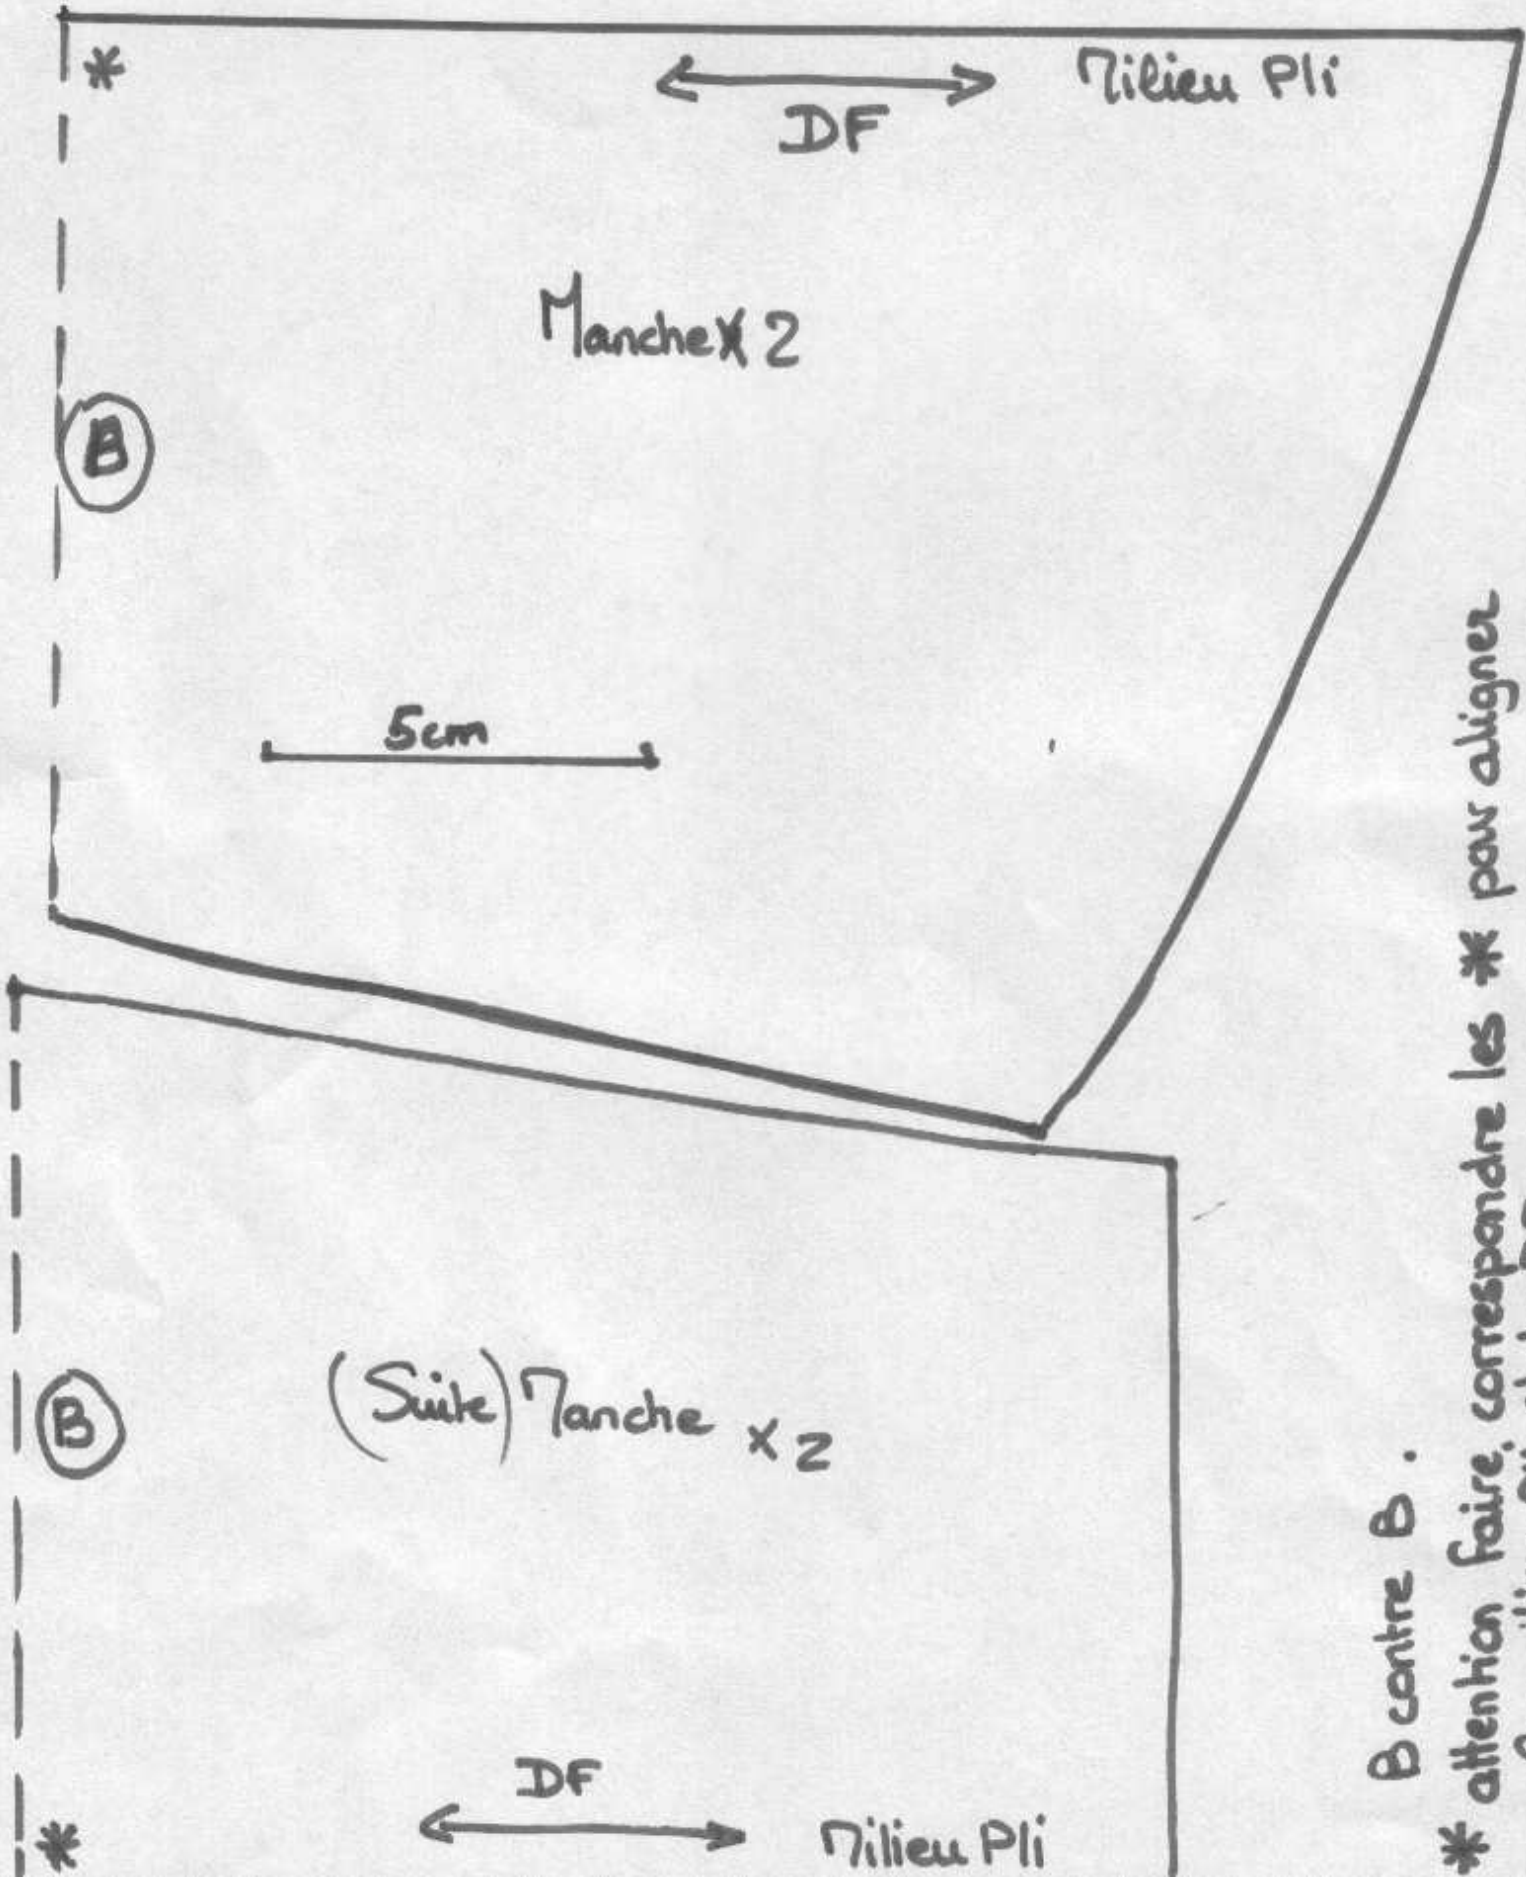 *
Milieu Pli
DF
Manche X 2
B
5cm
B
(Suite) Manche x 2
DF
Milieu Pli
*
B contre B.
* attention faire, correspondre les * pour aligner